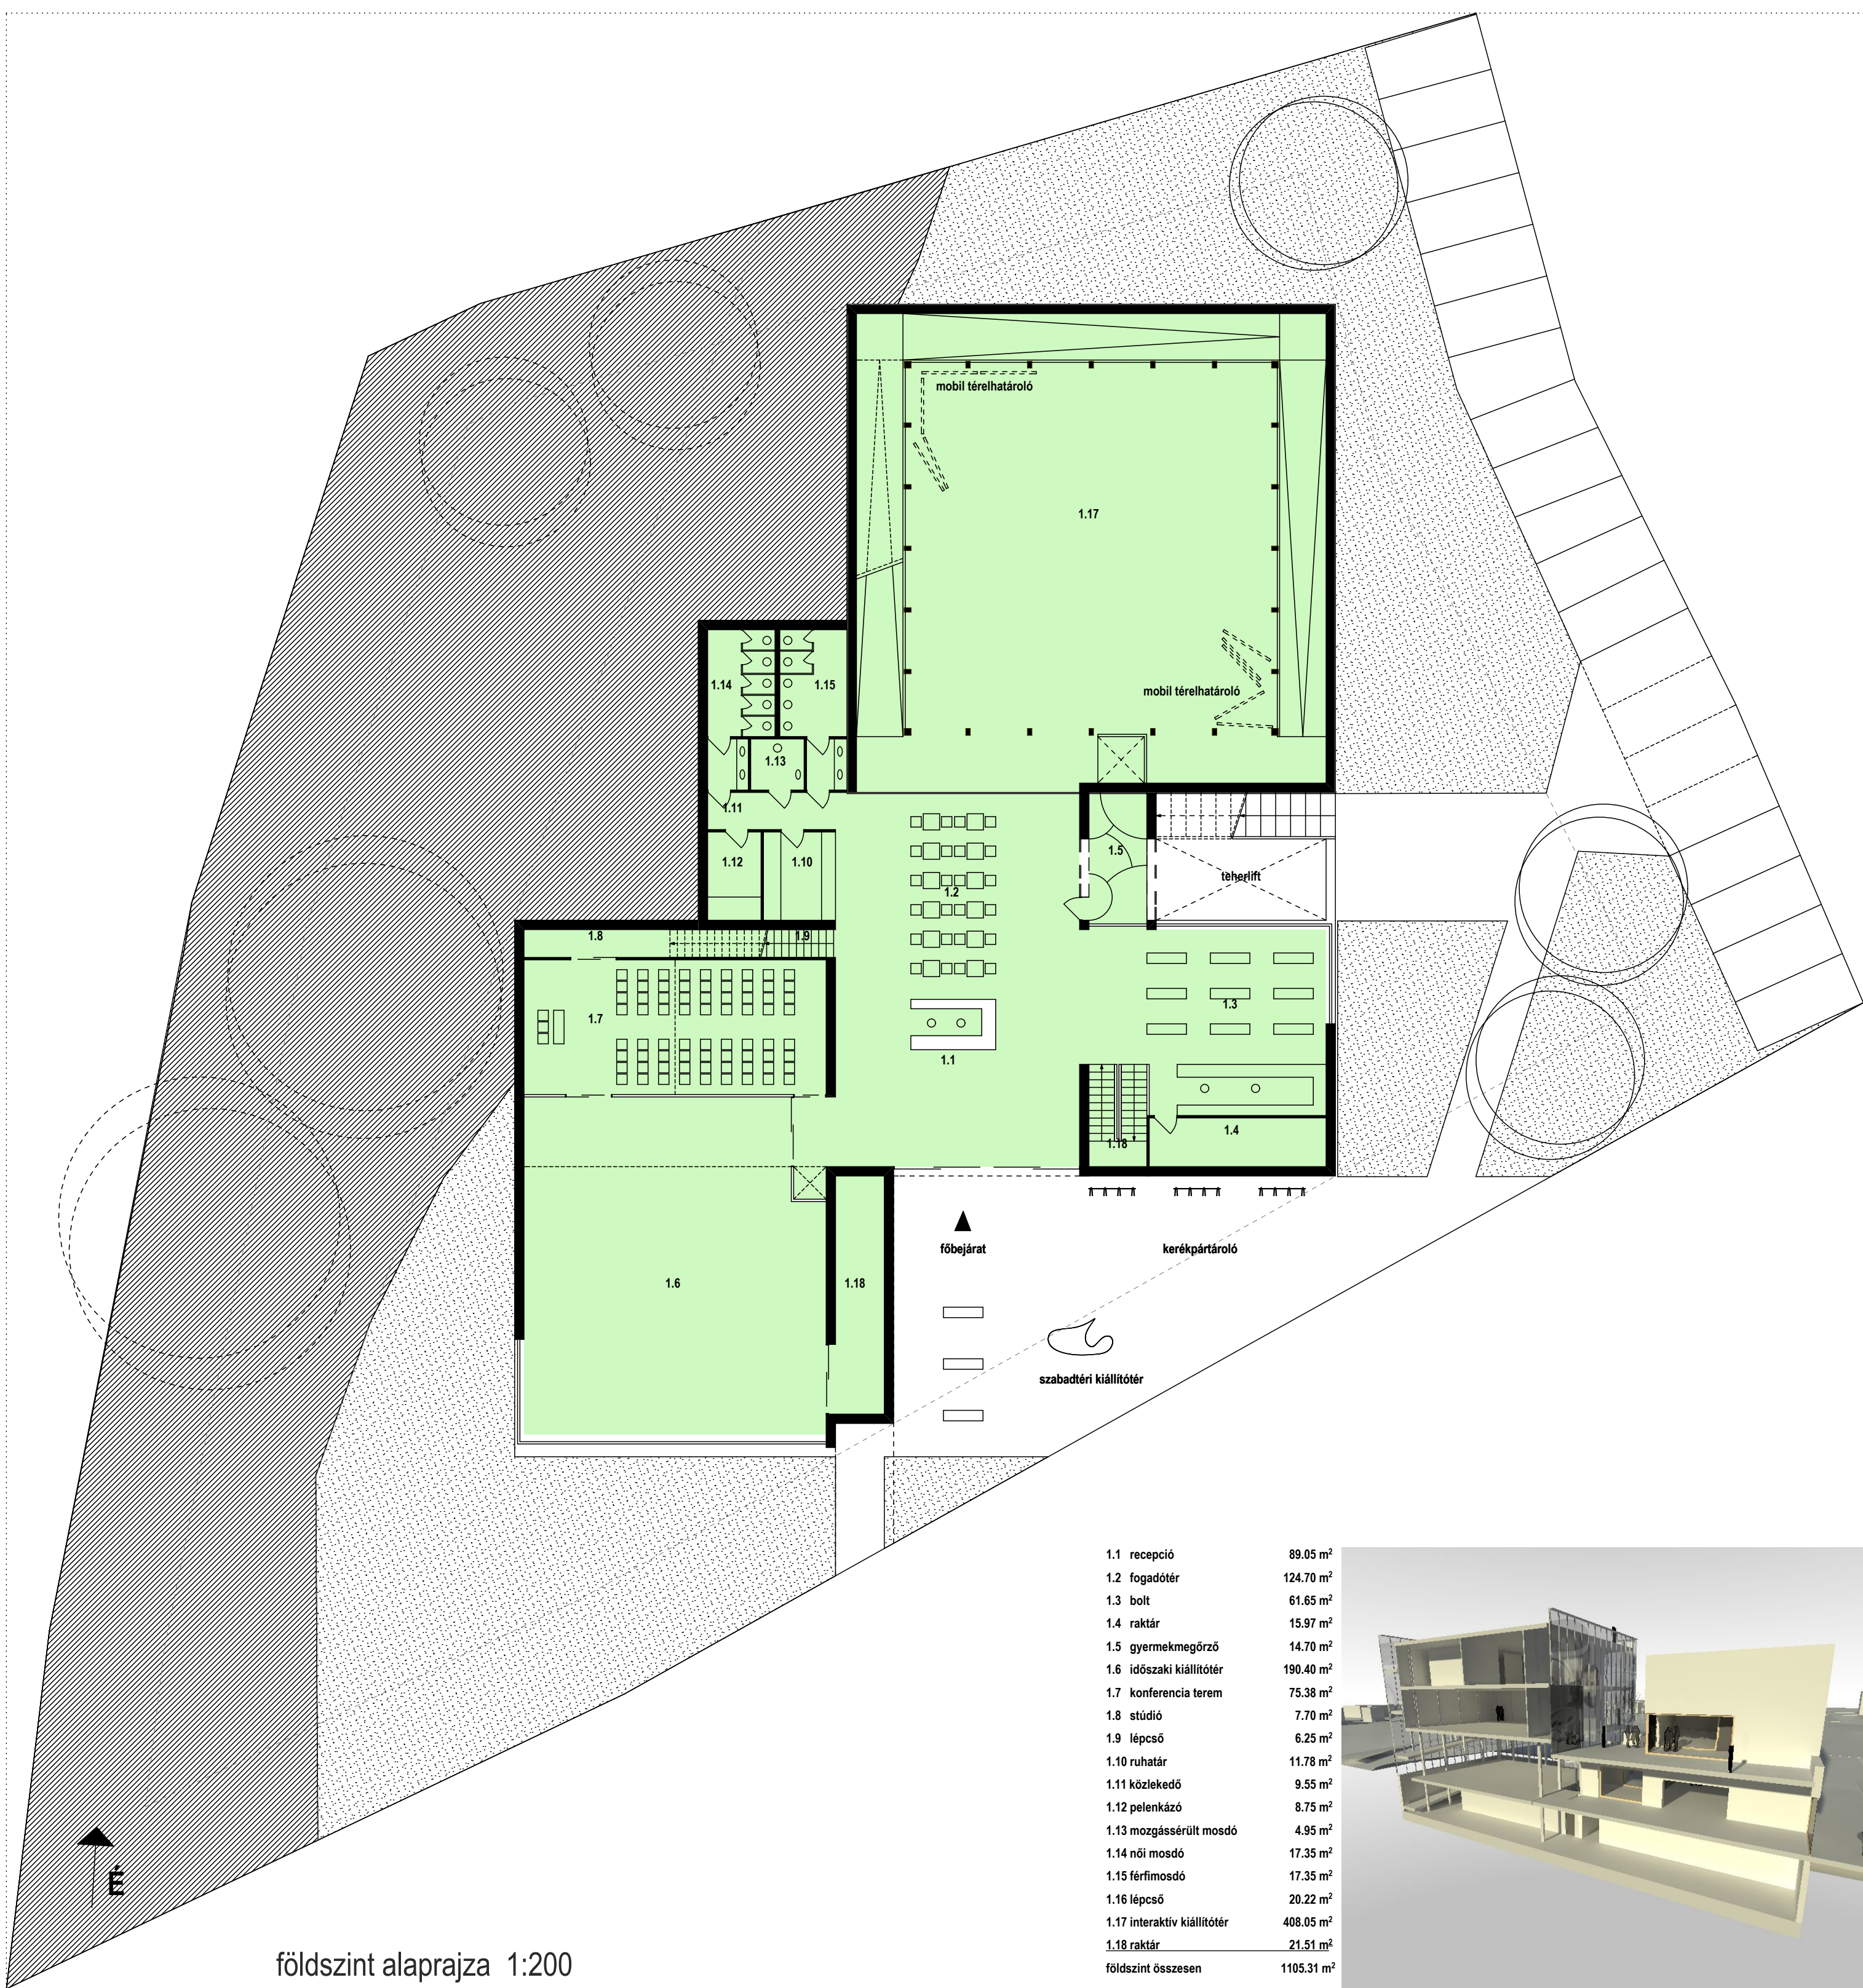 mobil térelhatároló
1.17
1.14
1.15
mobil térelhatároló
1.13
1.11
1.12
1.10
1.5
teherlift
1.2
1.8
1.9
1.7
1.3
1.1
1.18
1.4
főbejárat
kerékpártároló
1.6
1.18
szabadtéri kiállítótér
1.1 recepció 89.05 m²
1.2 fogadótér 124.70 m²
1.3 bolt 61.65 m²
1.4 raktár 15.97 m²
1.5 gyermekmegőrző 14.70 m²
1.6 időszaki kiállítótér 190.40 m²
1.7 konferencia terem 75.38 m²
1.8 stúdió 7.70 m²
1.9 lépcső 6.25 m²
1.10 ruhatár 11.78 m²
1.11 közlekedő 9.55 m²
1.12 pelenkázó 8.75 m²
1.13 mozgássérült mosdó 4.95 m²
1.14 női mosdó 17.35 m²
1.15 férfimosdó 17.35 m²
1.16 lépcső 20.22 m²
1.17 interaktív kiállítótér 408.05 m²
1.18 raktár 21.51 m²
földszint összesen 1105.31 m²
É
földszint alaprajza 1:200